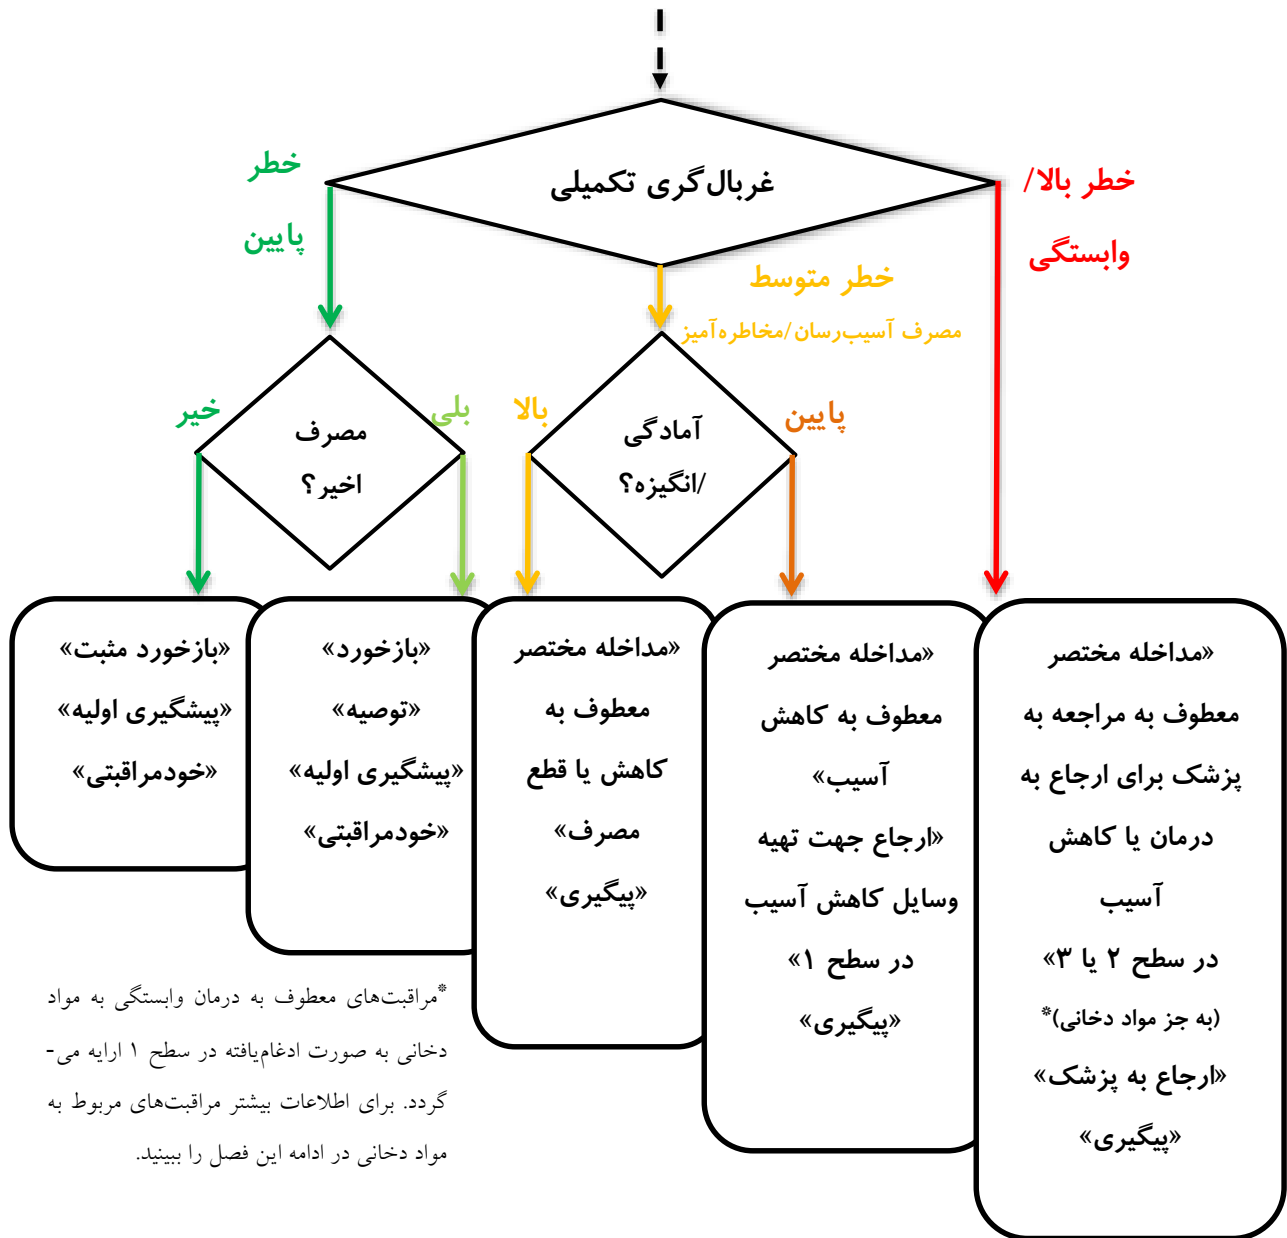 غربال‌گری تکمیلی
خطر بالا/
وابستگی
خطر متوسط
مصرف آسیب‌رسان/مخاطره‌آمیز
خطر
پایین
پایین
آمادگی
/انگیزه؟
بالا
بلی
مصرف
اخیر؟
خیر
«مداخله مختصر
معطوف به مراجعه به
پزشک برای ارجاع به
درمان یا کاهش
آسیب
در سطح ۲ یا ۳»
(به جز مواد دخانی)*
«ارجاع به پزشک»
«پیگیری»
«مداخله مختصر
معطوف به کاهش
آسیب»
«ارجاع جهت تهیه
وسایل کاهش آسیب
در سطح ۱»
«پیگیری»
«مداخله مختصر
معطوف به
کاهش یا قطع
مصرف»
«پیگیری»
«بازخورد»
«توصیه»
«پیشگیری اولیه»
«خودمراقبتی»
«بازخورد مثبت»
«پیشگیری اولیه»
«خودمراقبتی»
*مراقبت‌های معطوف به درمان وابستگی به مواد
دخانی به صورت ادغام‌یافته در سطح ۱ ارایه می-
گردد. برای اطلاعات بیشتر مراقبت‌های مربوط به
مواد دخانی در ادامه این فصل را ببینید.